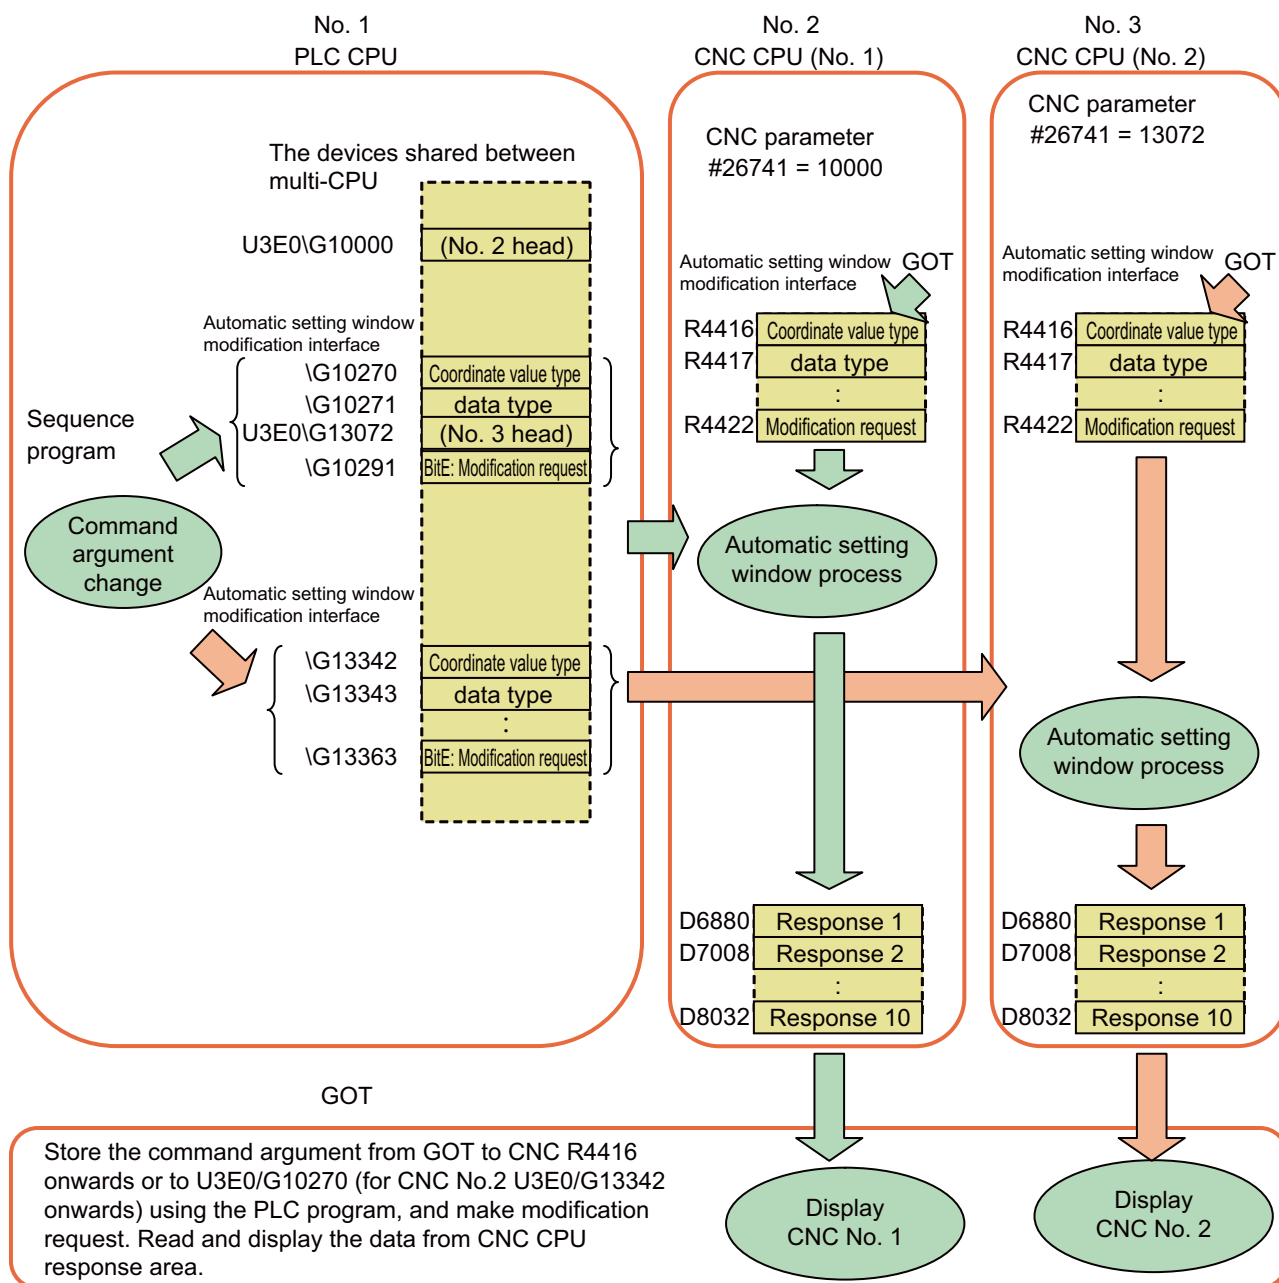 No. 1
PLC CPU
The devices shared between
multi-CPU
U3E0\G10000
(No. 2 head)
Automatic setting window
modification interface
\G10270
Coordinate value type
\G10271
data type
U3E0\G13072
(No. 3 head)
\G10291
BitE: Modification request
Sequence
program
Command
argument
change
Automatic setting window
modification interface
\G13342
Coordinate value type
\G13343
data type
:
\G13363
BitE: Modification request
No. 2
CNC CPU (No. 1)
CNC parameter
#26741 = 10000
Automatic setting window
modification interface
GOT
R4416
Coordinate value type
R4417
data type
:
R4422
Modification request
Automatic setting
window process
D6880
Response 1
D7008
Response 2
:
D8032
Response 10
No. 3
CNC CPU (No. 2)
CNC parameter
#26741 = 13072
Automatic setting window
modification interface
GOT
R4416
Coordinate value type
R4417
data type
:
R4422
Modification request
Automatic setting
window process
D6880
Response 1
D7008
Response 2
:
D8032
Response 10
GOT
Store the command argument from GOT to CNC R4416
onwards or to U3E0/G10270 (for CNC No.2 U3E0/G13342
onwards) using the PLC program, and make modification
request. Read and display the data from CNC CPU
response area.
Display
CNC No. 1
Display
CNC No. 2